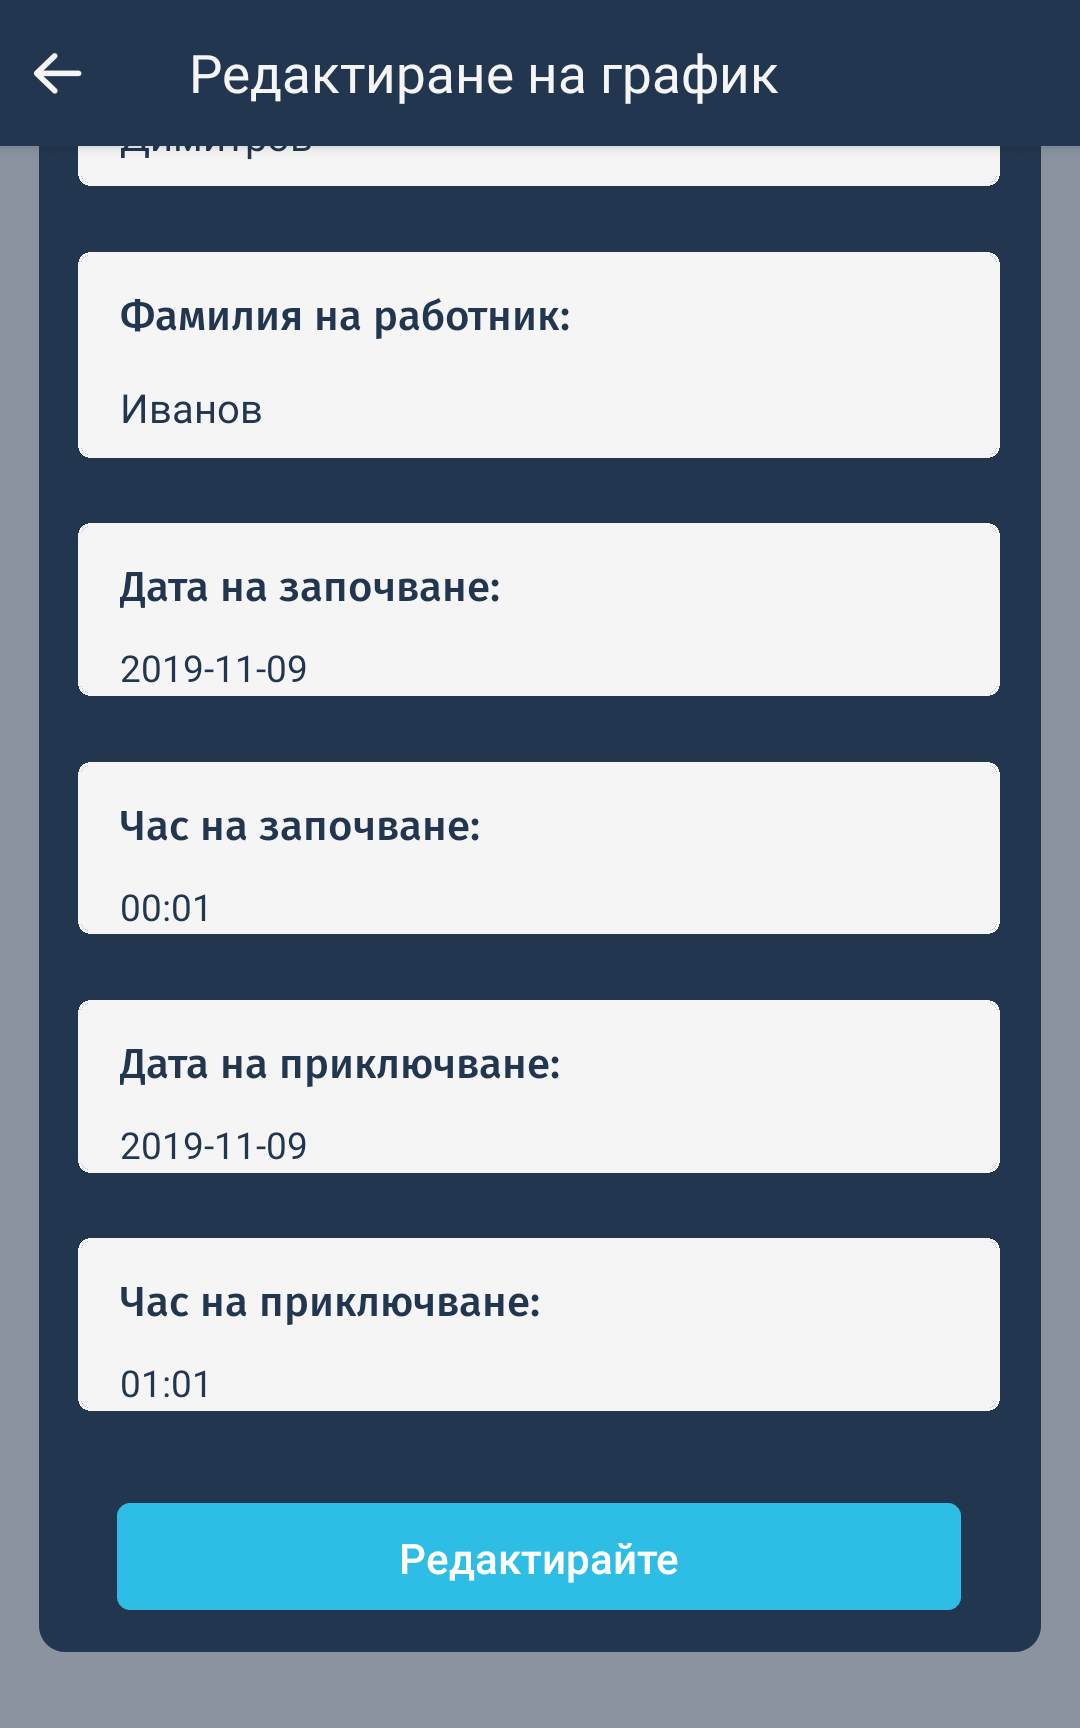 Редактиране на график
Димитров
Фамилия на работник:
Иванов
Дата на започване:
2019-11-09
Час на започване:
00:01
Дата на приключване:
2019-11-09
Час на приключване:
01:01
Редактирайте